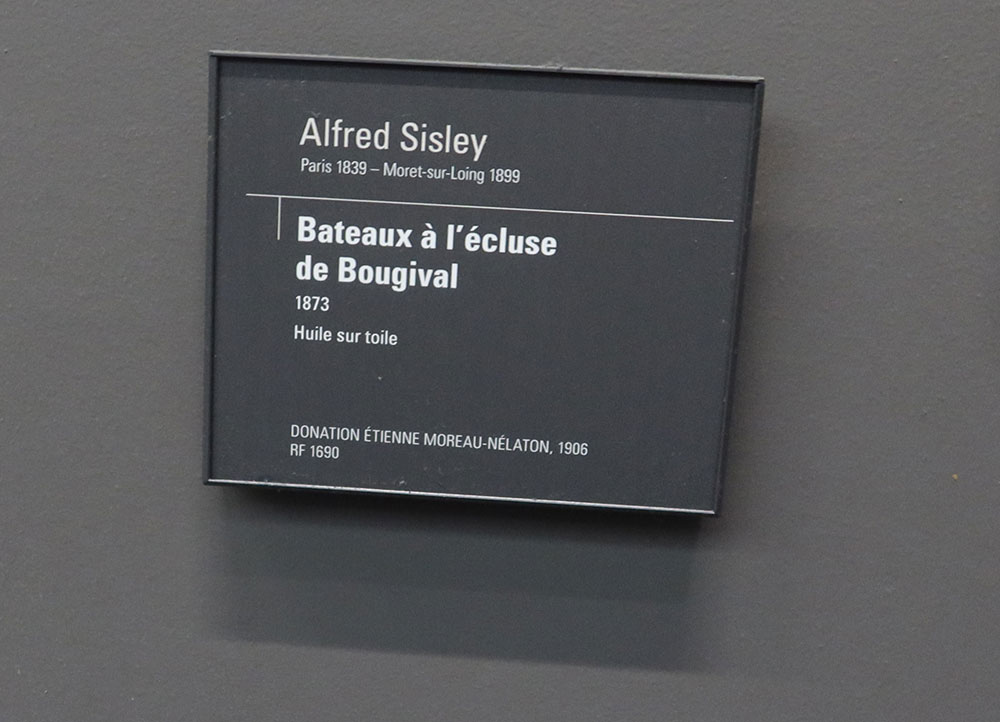 Alfred Sisley
Paris 1839 – Moret-sur-Loing 1899
Bateaux à l'écluse
de Bougival
1873
Huile sur toile
DONATION ÉTIENNE MOREAU-NÉLATON, 1906
RF 1690